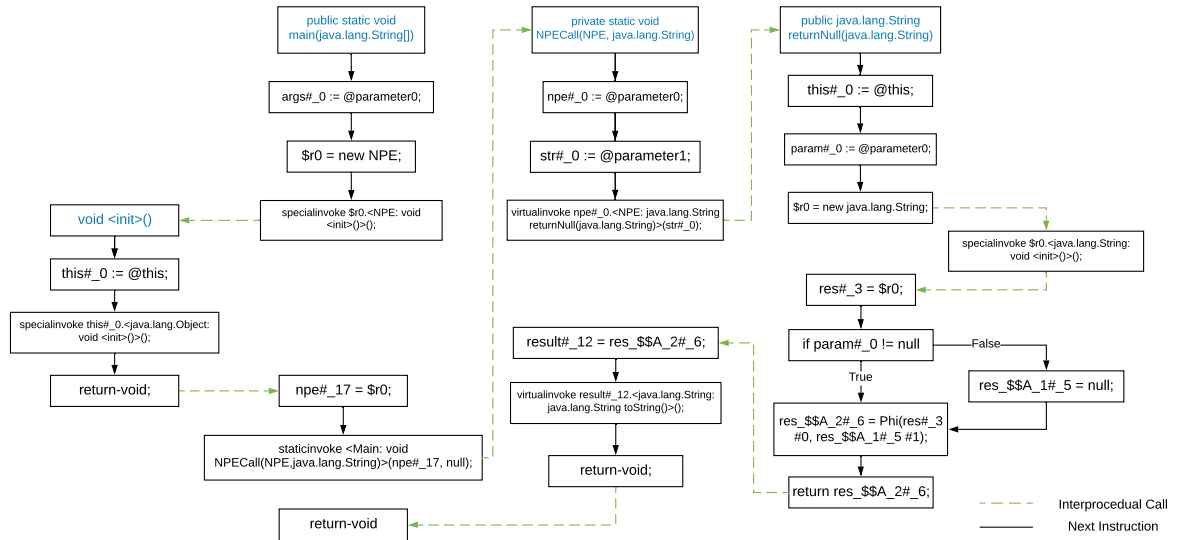 public static void
main(java.lang.String[])
args#_0 := @parameter0;
$r0 = new NPE;
specialinvoke $r0.<NPE: void
<init>()>();
void <init>()
this#_0 := @this;
specialinvoke this#_0.<java.lang.Object:
void <init>()>();
return-void;
npe#_17 = $r0;
staticinvoke <Main: void
NPECall(NPE,java.lang.String)>(npe#_17, null);
return-void
private static void
NPECall(NPE, java.lang.String)
npe#_0 := @parameter0;
str#_0 := @parameter1;
virtualinvoke npe#_0.<NPE: java.lang.String
returnNull(java.lang.String)>(str#_0);
result#_12 = res_$$A_2#_6;
virtualinvoke result#_12.<java.lang.String:
java.lang.String toString()>();
return-void;
public java.lang.String
returnNull(java.lang.String)
this#_0 := @this;
param#_0 := @parameter0;
$r0 = new java.lang.String;
specialinvoke $r0.<java.lang.String:
void <init>()>();
res#_3 = $r0;
if param#_0 != null
False
True
res_$$A_1#_5 = null;
res_$$A_2#_6 = Phi(res#_3
#0, res_$$A_1#_5 #1);
return res_$$A_2#_6;
Interprocedual Call
Next Instruction